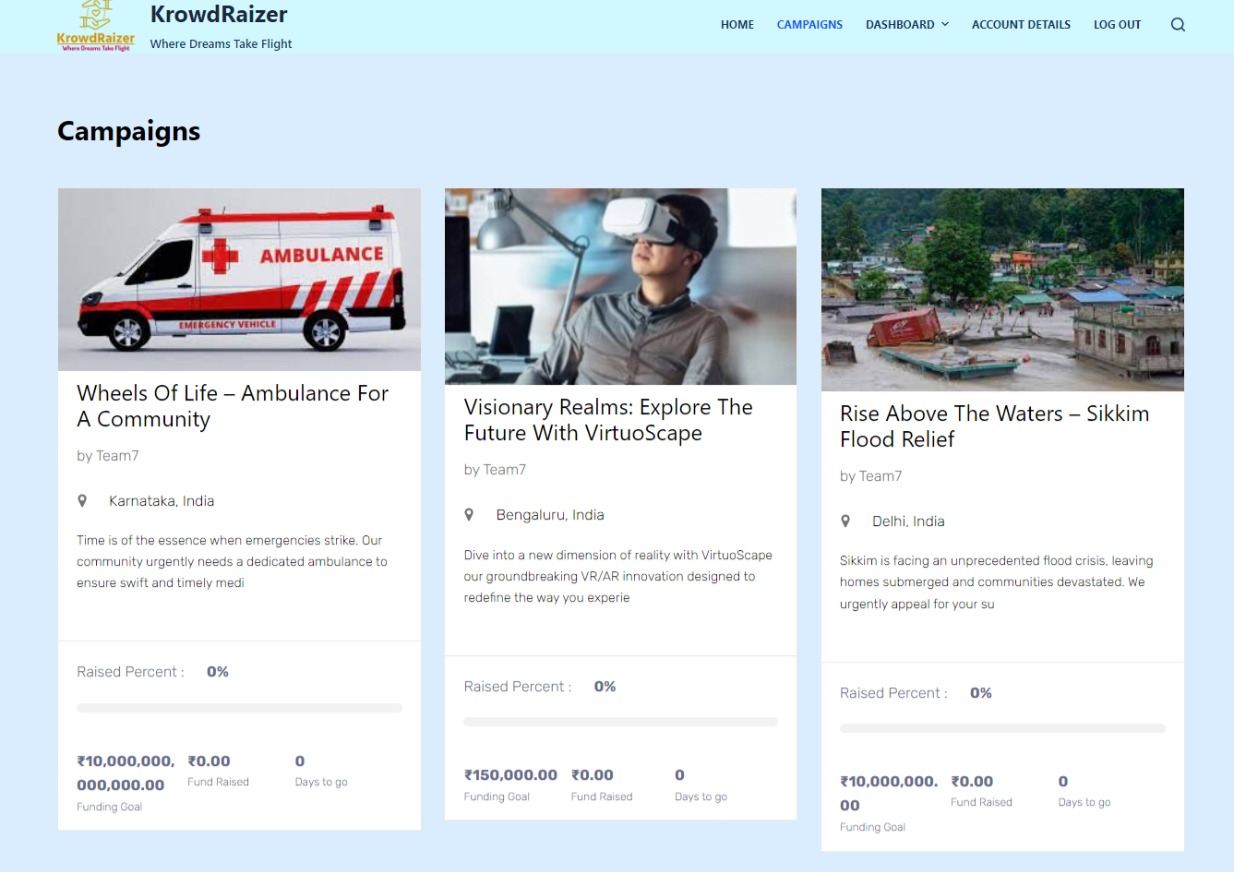 KrowdRaizer
Where Dreams Take Flight
KrowdRaizer
Where Dreams Take Flight
HOME
CAMPAIGNS
DASHBOARD
ACCOUNT DETAILS
LOG OUT
Campaigns
AMBULANCE
EMERGENCY VEHICLE
Wheels Of Life – Ambulance For
A Community
by Team7
Karnataka, India
Time is of the essence when emergencies strike. Our
community urgently needs a dedicated ambulance to
ensure swift and timely medi
Raised Percent : 0%
₹10,000,000,
000,000.00
Funding Goal
₹0.00
Fund Raised
0
Days to go
Visionary Realms: Explore The
Future With VirtuoScape
by Team7
Bengaluru, India
Dive into a new dimension of reality with VirtuoScape
our groundbreaking VR/AR innovation designed to
redefine the way you experie
Raised Percent : 0%
₹150,000.00
Funding Goal
₹0.00
Fund Raised
0
Days to go
Rise Above The Waters – Sikkim
Flood Relief
by Team7
Delhi, India
Sikkim is facing an unprecedented flood crisis, leaving
homes submerged and communities devastated. We
urgently appeal for your su
Raised Percent : 0%
₹10,000,000.
00
Funding Goal
₹0.00
Fund Raised
0
Days to go